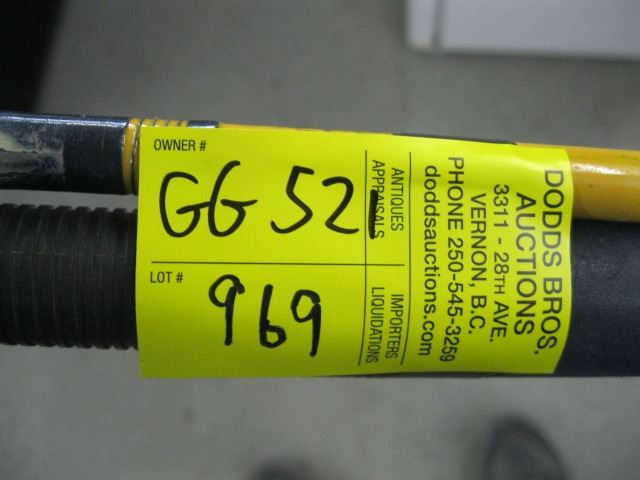 OWNER #
GG 52
LOT #
969
ANTIQUES
APPRAISALS
IMPORTERS
LIQUIDATIONS
DODDS BROS.
AUCTIONS
3311 - 28TH AVE.
VERNON, B.C.
PHONE 250-545-3259
doddsauctions.com